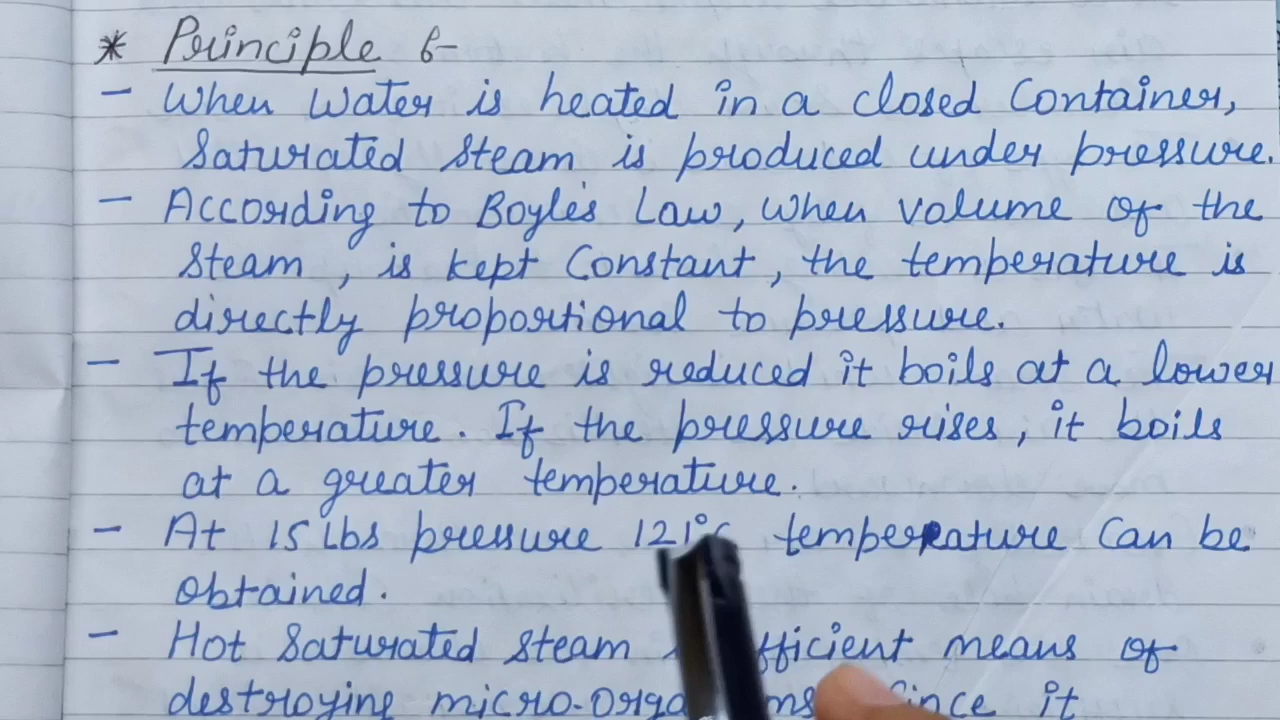 * Principle :-
- When Water is heated in a closed Container,
Saturated steam is produced under pressure.
- According to Boyle's Law, when volume of the
steam, is kept Constant, the temperature is
directly proportional to pressure.
- If the pressure is reduced it boils at a lower
temperature. If the pressure rises, it boils
at a greater temperature.
- At 15 lbs pressure 121°C temperature Can be
obtained.
- Hot Saturated steam fficient means of
destroying micro-orga ms ince it